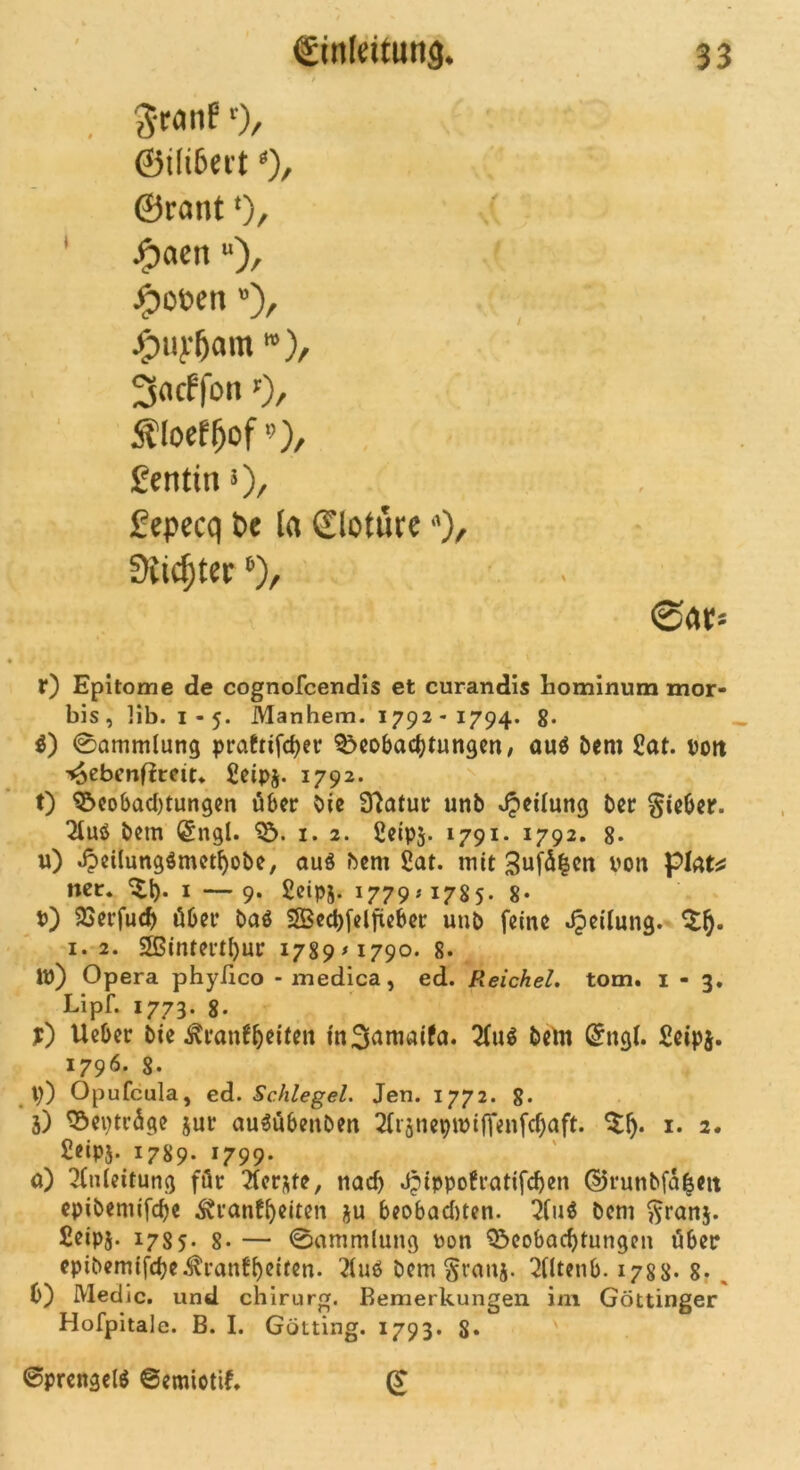 Einleitung. 33
Frank r),
Gilibert s),
Grant t),
Haen u),
Hoven v),
Huxham w),
Jackson x),
Kloekhof y),
Lentin z),
Lepecq de la Cloture a),
Richter b),
Sar⸗
r) Epitome de cognoſcendis et curandis hominum mor-
bis, lib. 1 - 5. Manhem. 1792 - 1794. 8.
s) Sammlung praktiſcher Beobachtungen, aus dem Lat. von
Hebenſtreit. Leipz. 1792.
t) Beobachtungen über die Natur und Heilung der Fieber.
Aus dem Engl. B. 1. 2. Leipz. 1791. 1792. 8.
u) Heilungsmethode, aus dem Lat. mit Zuſätzen von Plat⸗
ner. Th. 1 — 9. Leipz. 1779⸗1785. 8.
v) Verſuch über das Wechſelfieber und ſeine Heilung. Th.
1. 2. Winterthur 1789⸗1790. 8.
w) Opera phyſico - medica, ed. Reichel. tom. 1 - 3.
Lipſ. 1773. 8.
x) Ueber die Krankheiten in Jamaika. Aus dem Engl. Leipz.
1796. 8.
y) Opuſcula, ed. Schlegel. Jen. 1772. 8.
z) Beyträge zur ausübenden Arzneywiſſenſchaft. Th. 1. 2.
Leipz. 1789. 1799.
a) Anleitung für Aerzte, nach Hippokratiſchen Grundſätzen
epidemiſche Krankheiten zu beobachten. Aus dem Franz.
Leipz. 1785. 8. — Sammlung von Beobachtungen über
epidemiſche Krankheiten. Aus dem Franz. Altenb. 1788. 8.
b) Medic. und chirurg. Bemerkungen im Göttinger
Hoſpitale. B. I. Götting. 1793. 8.
Sprengels Semiotik. C